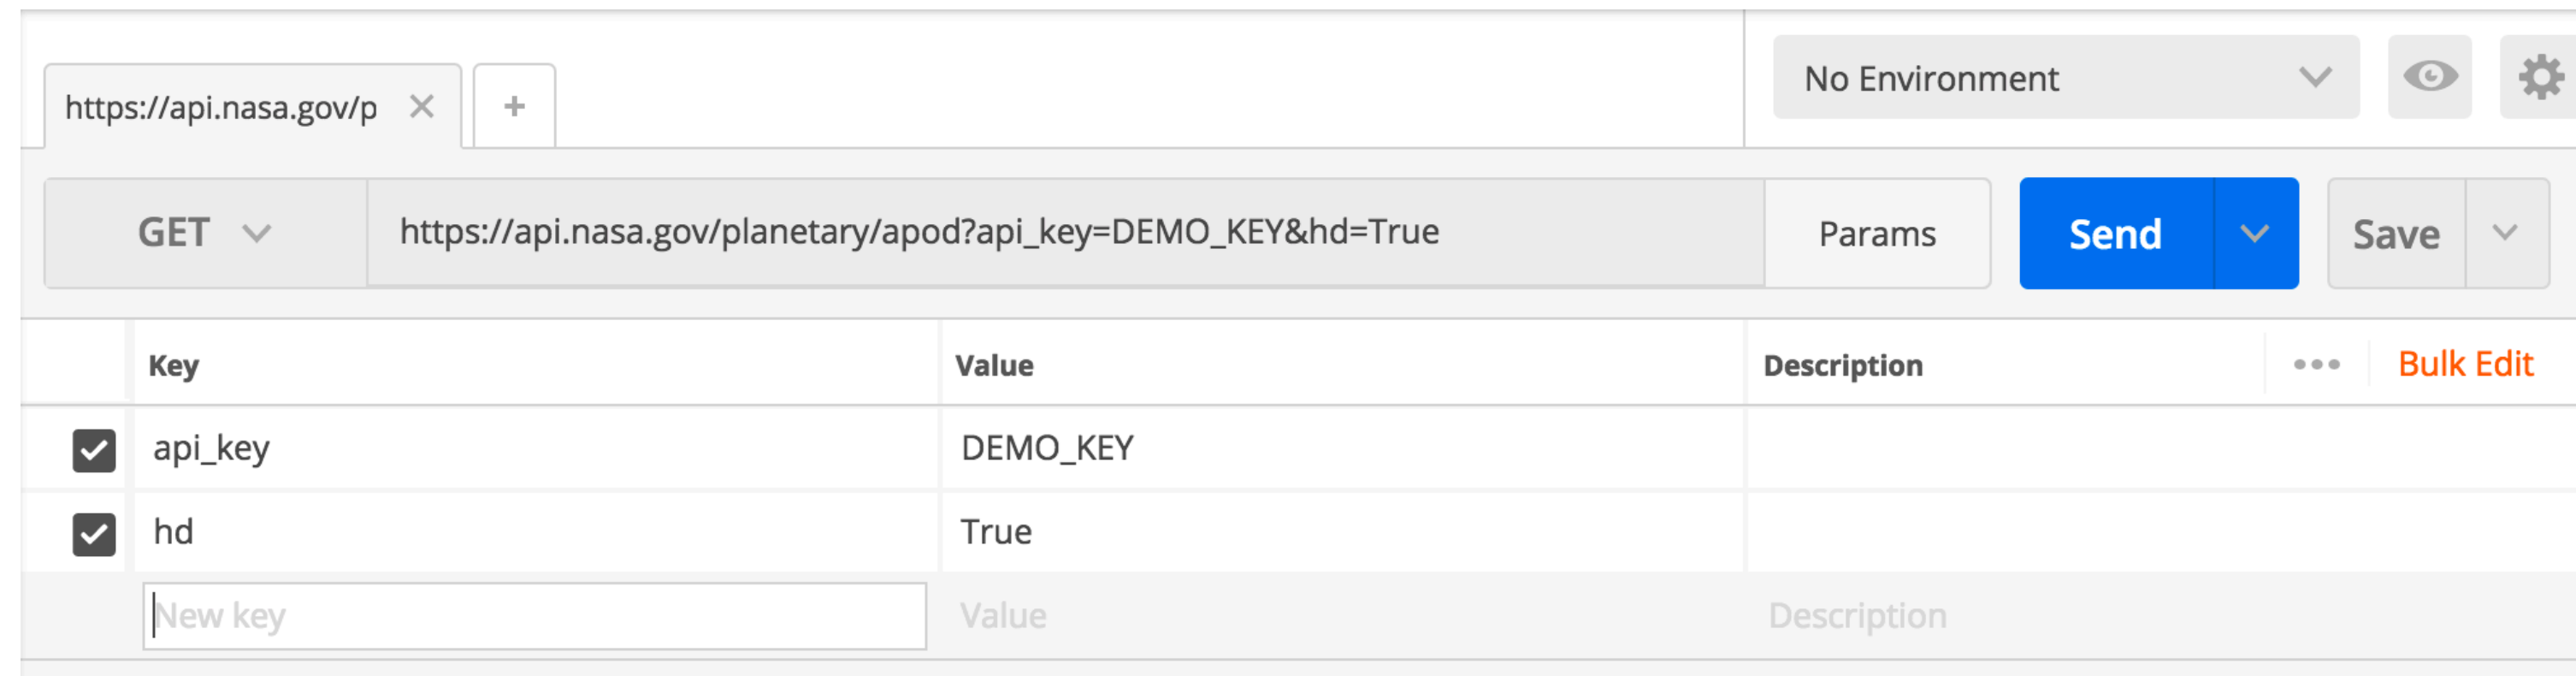 https://api.nasa.gov/p
No Environment
GET https://api.nasa.gov/planetary/apod?api_key=DEMO_KEY&hd=True Params Send Save
Key Value Description Bulk Edit
api_key DEMO_KEY
hd True
New key Value Description